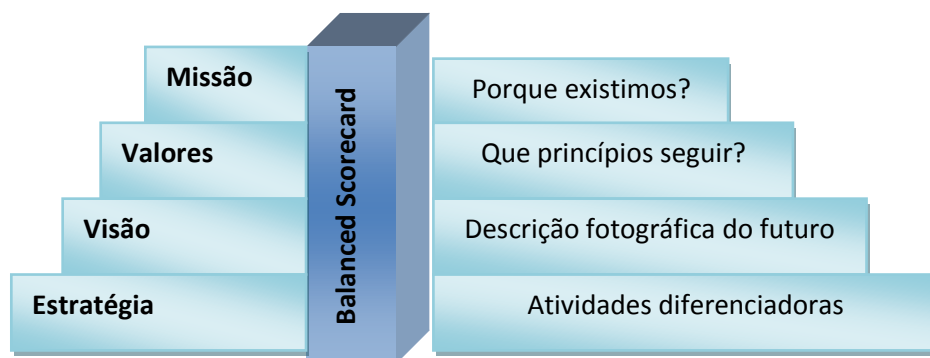 Missão
Porque existimos?
Valores
Que princípios seguir?
Visão
Descrição fotográfica do futuro
Estratégia
Atividades diferenciadoras
Balanced Scorecard